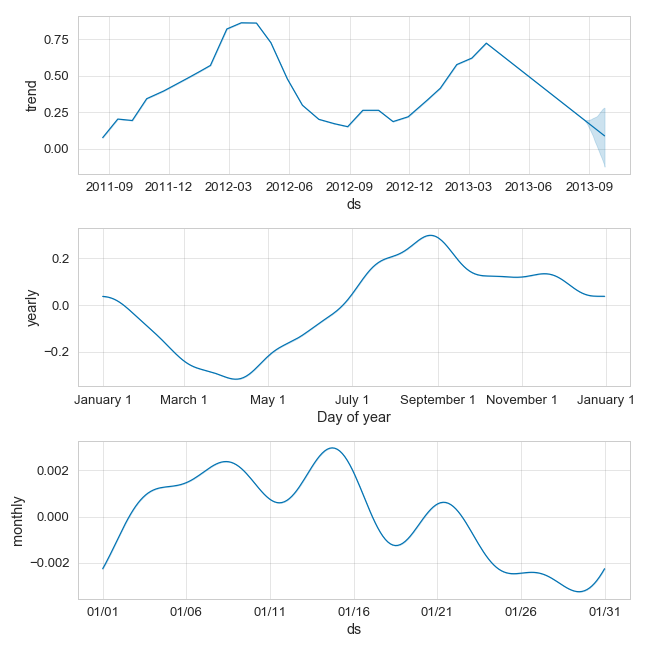 0.75
0.50
0.25
0.00
trend
2011-09 2011-12 2012-03 2012-06 2012-09 2012-12 2013-03 2013-06 2013-09
ds
0.2
0.0
−0.2
yearly
January 1 March 1 May 1 July 1 September 1 November 1 January 1
Day of year
0.002
0.000
−0.002
monthly
01/01 01/06 01/11 01/16 01/21 01/26 01/31
ds